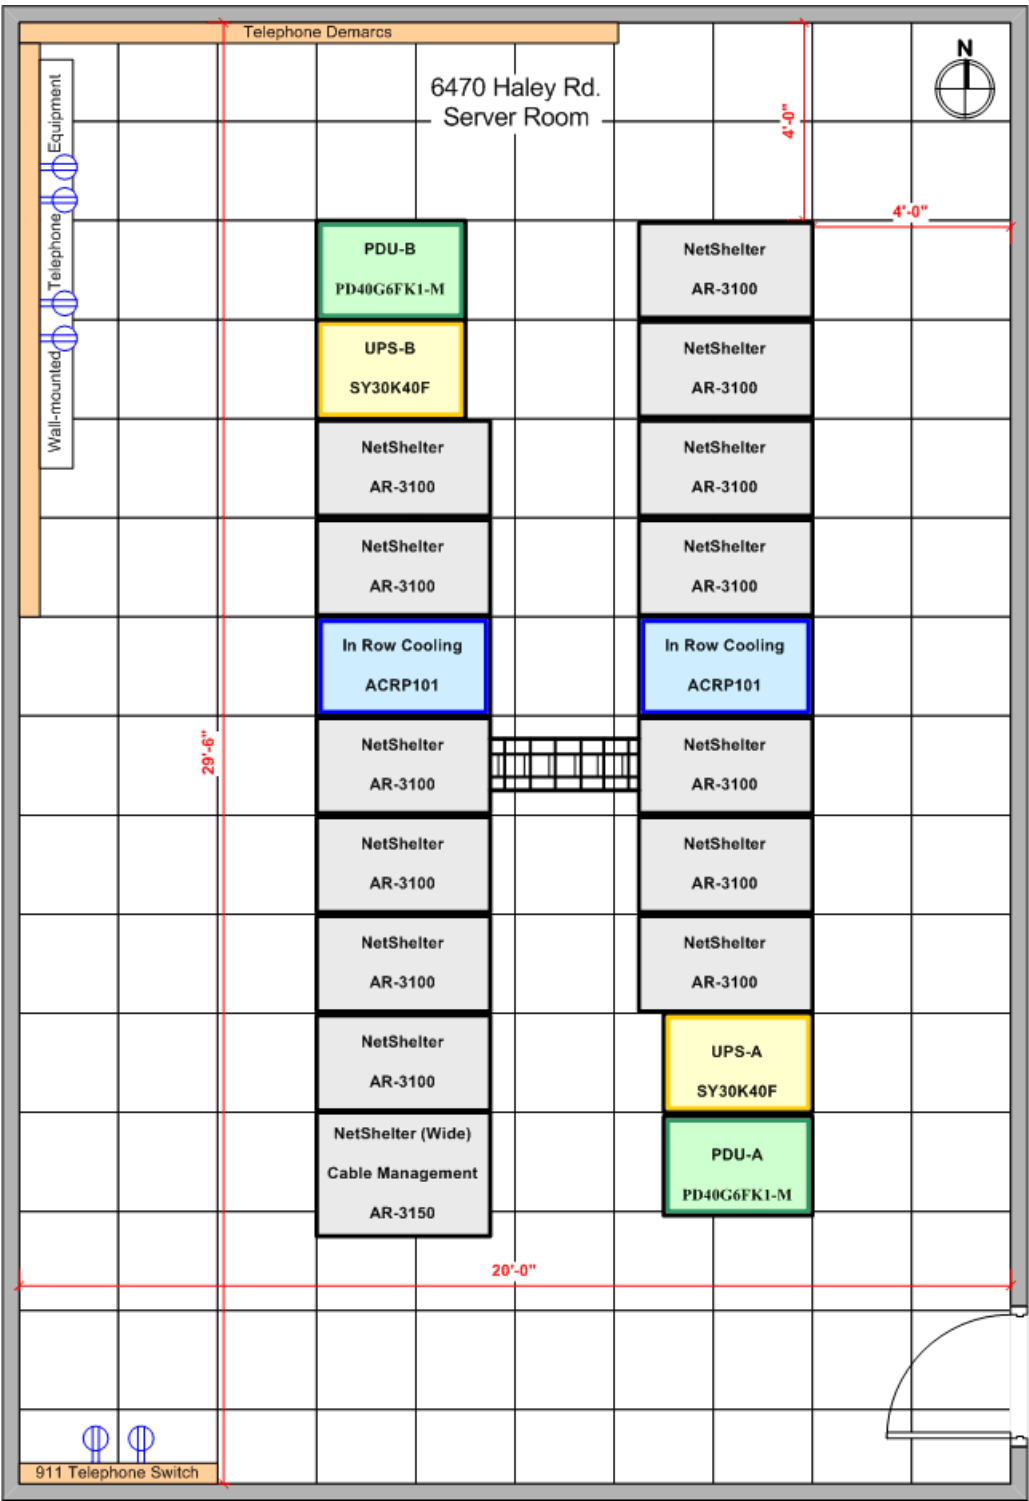 Telephone Demarcs
6470 Haley Rd.
Server Room
N
4'-0"
4'-0"
Wall-mounted Telephone Equipment
PDU-B
PD40G6FK1-M
UPS-B
SY30K40F
NetShelter
AR-3100
NetShelter
AR-3100
In Row Cooling
ACRP101
NetShelter
AR-3100
NetShelter
AR-3100
NetShelter
AR-3100
NetShelter
AR-3100
NetShelter (Wide)
Cable Management
AR-3150
NetShelter
AR-3100
NetShelter
AR-3100
NetShelter
AR-3100
NetShelter
AR-3100
In Row Cooling
ACRP101
NetShelter
AR-3100
NetShelter
AR-3100
NetShelter
AR-3100
UPS-A
SY30K40F
PDU-A
PD40G6FK1-M
29'-6"
20'-0"
911 Telephone Switch